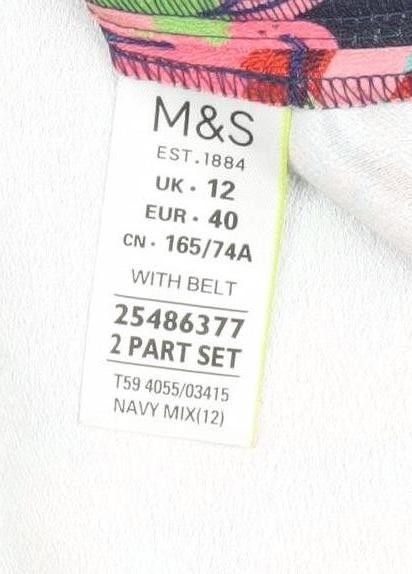 M&S
EST.1884
UK · 12
EUR · 40
CN · 165/74A
WITH BELT
25486377
2 PART SET
T59 4055/03415
NAVY MIX(12)